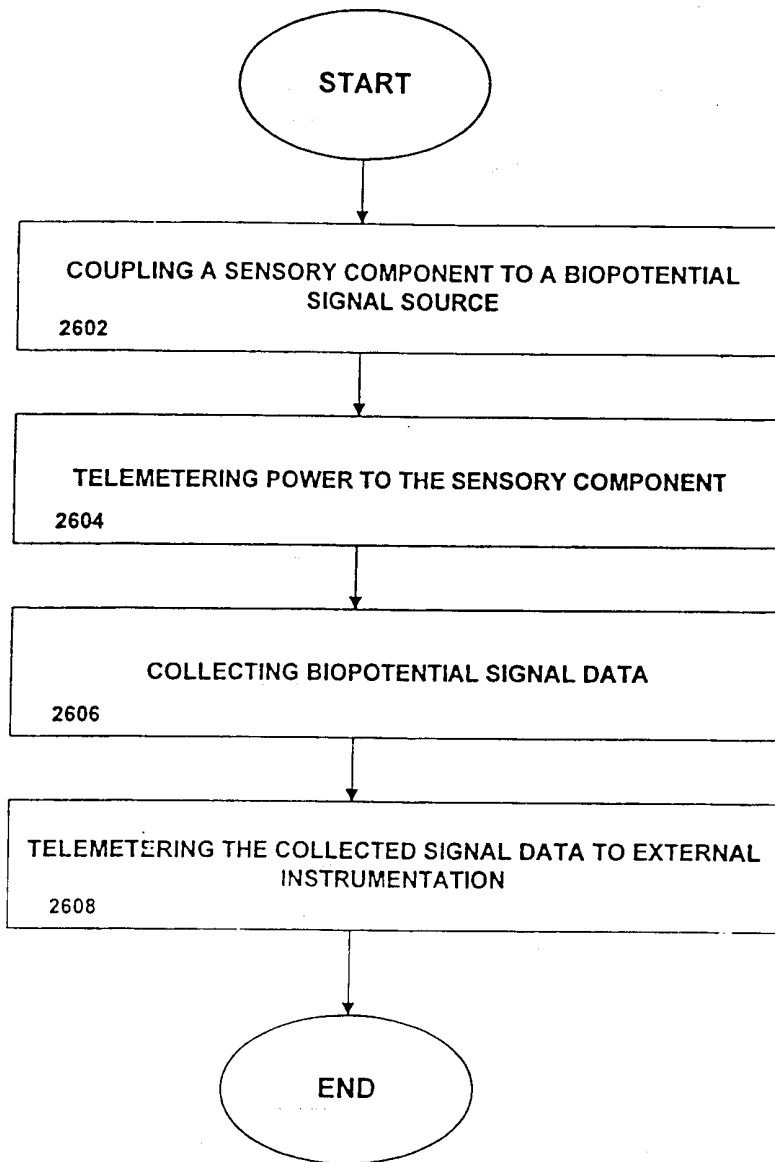 START
COUPLING A SENSORY COMPONENT TO A BIOPOTENTIAL
SIGNAL SOURCE
2602
TELEMETERING POWER TO THE SENSORY COMPONENT
2604
COLLECTING BIOPOTENTIAL SIGNAL DATA
2606
TELEMETERING THE COLLECTED SIGNAL DATA TO EXTERNAL
INSTRUMENTATION
2608
END